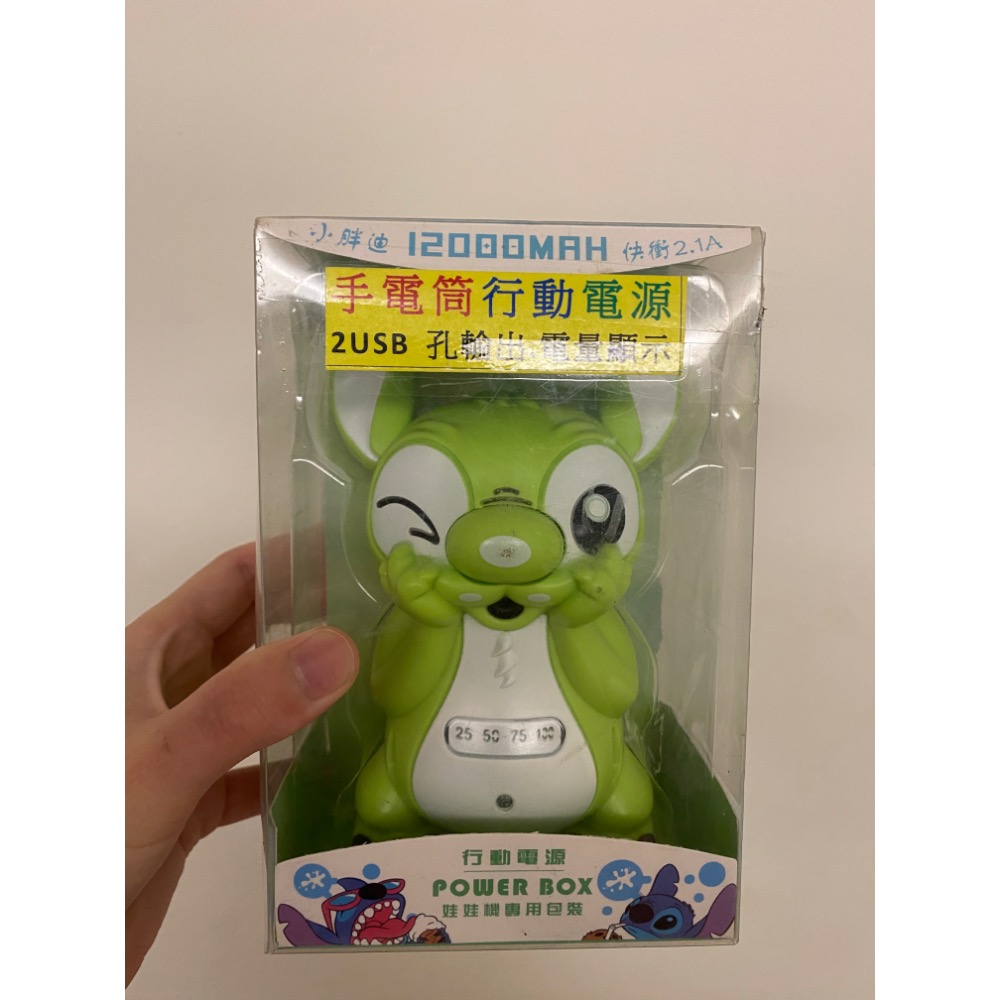 小胖迪 12000MAH 快衝2.1A
手電筒行動電源
2USB 孔輸出 電量顯示
25 50 75 100
行動電源
POWER BOX
娃娃機專用包裝